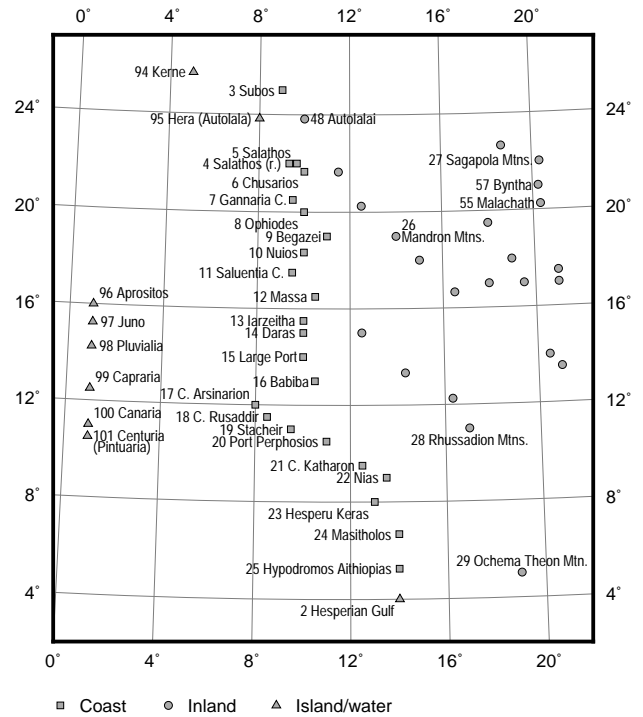 0° 4° 8° 12° 16° 20°
94 Kerne
3 Subos
24° 24°
95 Hera (Autolala) 48 Autolalai
5 Salathos
4 Salathos (r.) 27 Sagapola Mtns.
6 Chusarios 57 Byntha
7 Gannaria C. 55 Malachath
20° 20°
8 Ophiodes 26
9 Begazei Mandron Mtns.
10 Nuios
11 Saluentia C.
96 Aprositos 12 Massa
16° 16°
97 Juno 13 Iarzeitha
14 Daras
98 Pluvialia
15 Large Port
99 Capraria 16 Babiba
17 C. Arsinarion
12° 12°
100 Canaria 18 C. Rusaddir
101 Centuria 19 Stacheir
(Pintuaria) 20 Port Perphosios 28 Rhussadion Mtns.
21 C. Katharon
22 Nias
8° 8°
23 Hesperu Keras
24 Masitholos
25 Hypodromos Aithiopias 29 Ochema Theon Mtn.
4° 4°
2 Hesperian Gulf
0° 4° 8° 12° 16° 20°
Coast Inland Island/water